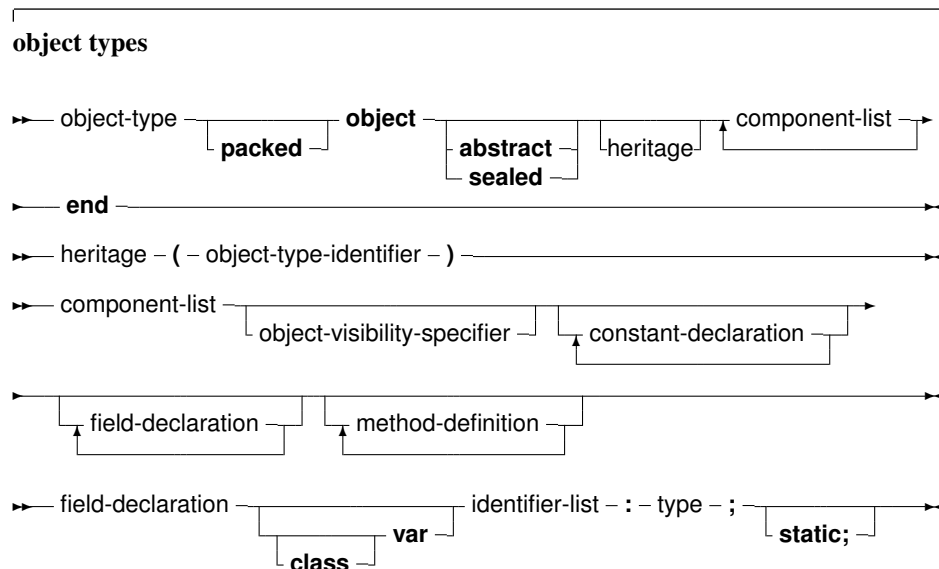 object types
object-type packed object abstract sealed heritage component-list
end
heritage ( object-type-identifier )
component-list object-visibility-specifier constant-declaration
field-declaration method-definition
field-declaration class var identifier-list : type ; static;